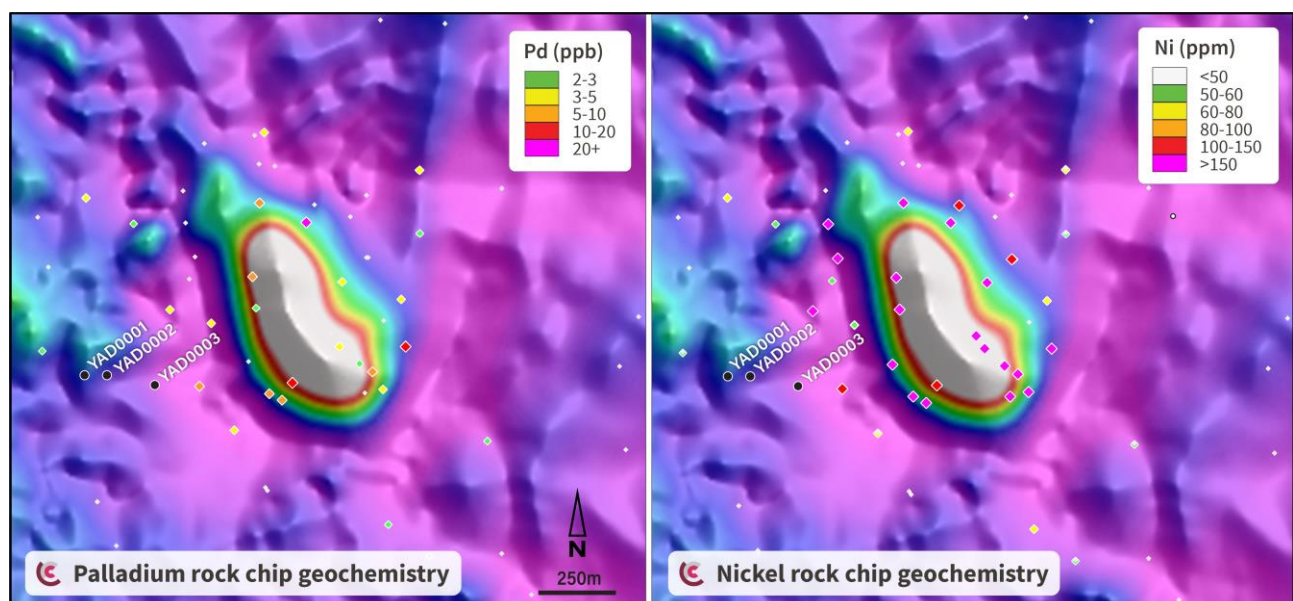 Pd (ppb)
2-3
3-5
5-10
10-20
20+
YAD0001
YAD0002
YAD0003
N
250m
Palladium rock chip geochemistry
Ni (ppm)
<50
50-60
60-80
80-100
100-150
>150
YAD0001
YAD0002
YAD0003
Nickel rock chip geochemistry